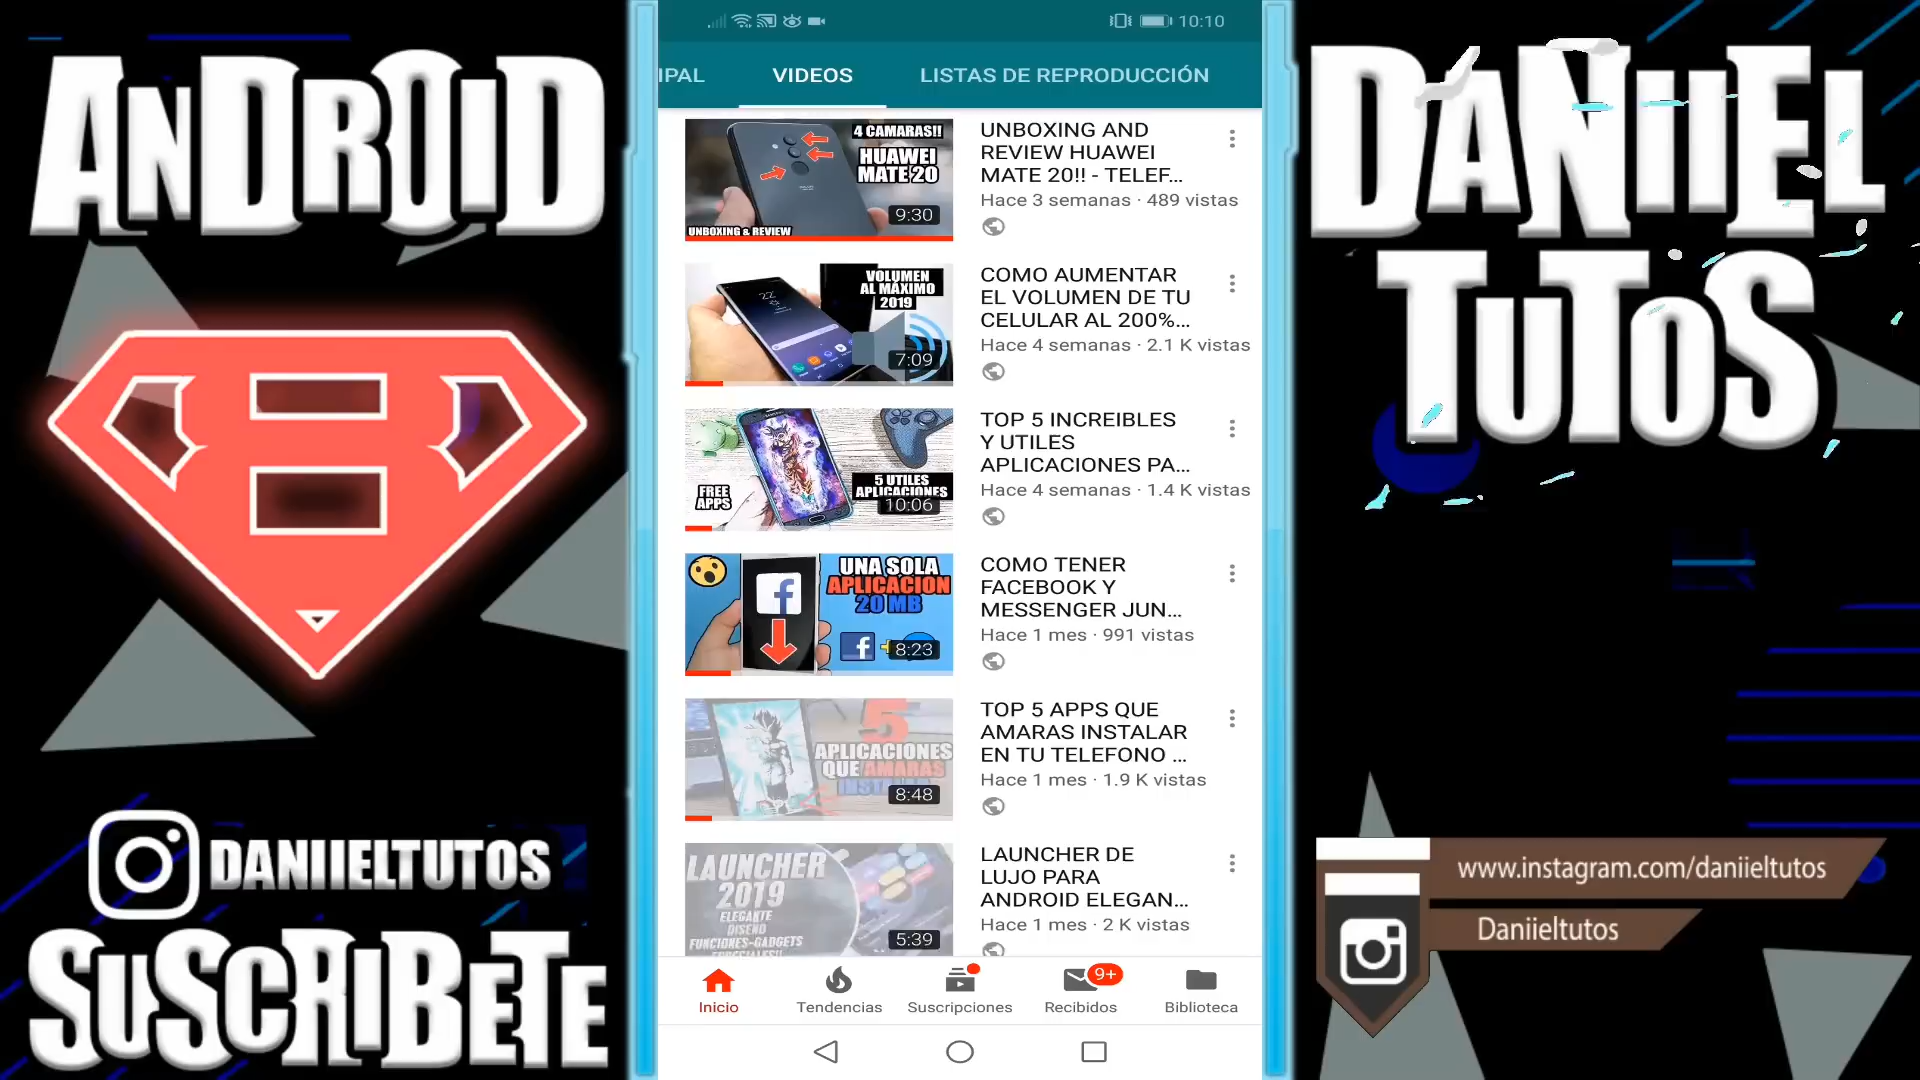 ANDROID
DANIIEL
TUTOS
10:10
IPAL
VIDEOS
LISTAS DE REPRODUCCIÓN
4 CAMARAS!!
HUAWEI
MATE 20
9:30
UNBOXING & REVIEW
UNBOXING AND
REVIEW HUAWEI
MATE 20!! - TELEF...
Hace 3 semanas · 489 vistas
VOLUMEN
AL MÁXIMO
2019
7:09
COMO AUMENTAR
EL VOLUMEN DE TU
CELULAR AL 200%...
Hace 4 semanas · 2.1 K vistas
FREE
APPS
5 UTILES
APLICACIONES
10:06
TOP 5 INCREIBLES
Y UTILES
APLICACIONES PA...
Hace 4 semanas · 1.4 K vistas
UNA SOLA
APLICACION
20 MB
8:23
COMO TENER
FACEBOOK Y
MESSENGER JUN...
Hace 1 mes · 991 vistas
5
APLICACIONES
QUE AMARAS
8:48
TOP 5 APPS QUE
AMARAS INSTALAR
EN TU TELEFONO ...
Hace 1 mes · 1.9 K vistas
LAUNCHER
2019
ELEGANTE
DISEÑO
FUNCIONES-GADGETS
5:39
LAUNCHER DE
LUJO PARA
ANDROID ELEGAN...
Hace 1 mes · 2 K vistas
Inicio
Tendencias
Suscripciones
9+
Recibidos
Biblioteca
DANIIELTUTOS
SUSCRIBETE
www.instagram.com/daniieltutos
Daniieltutos